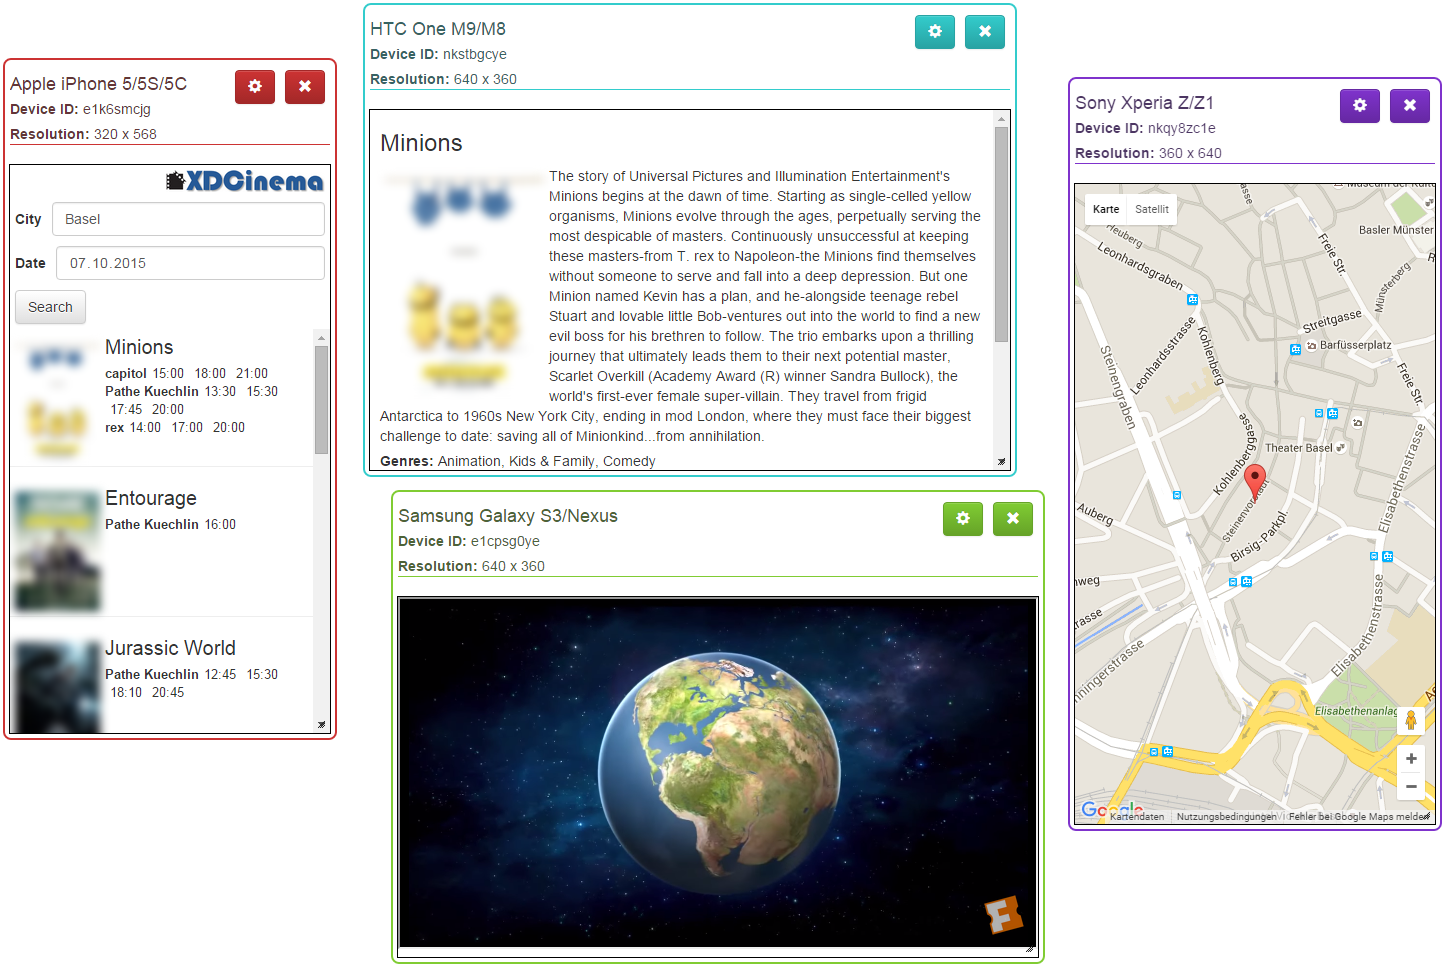 Apple iPhone 5/5S/5C
Device ID: e1k6smcjg
Resolution: 320 x 568
XDCinema
City Basel
Date 07.10.2015
Search
Minions
capitol 15:00 18:00 21:00
Pathe Kuechlin 13:30 15:30
17:45 20:00
rex 14:00 17:00 20:00
Entourage
Pathe Kuechlin 16:00
Jurassic World
Pathe Kuechlin 12:45 15:30
18:10 20:45
HTC One M9/M8
Device ID: nkstbgcye
Resolution: 640 x 360
Minions
The story of Universal Pictures and Illumination Entertainment's
Minions begins at the dawn of time. Starting as single-celled yellow
organisms, Minions evolve through the ages, perpetually serving the
most despicable of masters. Continuously unsuccessful at keeping
these masters-from T. rex to Napoleon-the Minions find themselves
without someone to serve and fall into a deep depression. But one
Minion named Kevin has a plan, and he-alongside teenage rebel
Stuart and lovable little Bob-ventures out into the world to find a new
evil boss for his brethren to follow. The trio embarks upon a thrilling
journey that ultimately leads them to their next potential master,
Scarlet Overkill (Academy Award (R) winner Sandra Bullock), the
world's first-ever female super-villain. They travel from frigid
Antarctica to 1960s New York City, ending in mod London, where they must face their biggest
challenge to date: saving all of Minionkind...from annihilation.
Genres: Animation, Kids & Family, Comedy
Samsung Galaxy S3/Nexus
Device ID: e1cpsg0ye
Resolution: 640 x 360
F
Sony Xperia Z/Z1
Device ID: nkqy8zc1e
Resolution: 360 x 640
Karte Satellit
Museum der Kult
Basler Münster
Heuberg
Leonhardsgraben
Freie Str.
Münsterberg
Streitgasse
Barfüsserplatz
Leonhardsstrasse
Kohlenberg
Steinengraben
Freie Str.
Kohlenberggasse
Theater Basel
Steinenvorstadt
Auberg
Birsig-Parkpl.
Elisabethenstrasse
nweg
trasse
nningerstrasse
Elisabethenstrasse
Elisabethenanlag
Google
Kartendaten Nutzungsbedingungen Fehler bei Google Maps melden